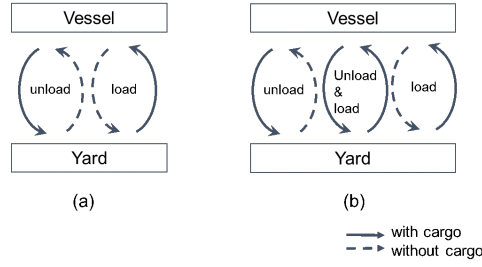 Vessel
unload
load
Yard
(a)
Vessel
unload
Unload
&
load
load
Yard
(b)
with cargo
without cargo